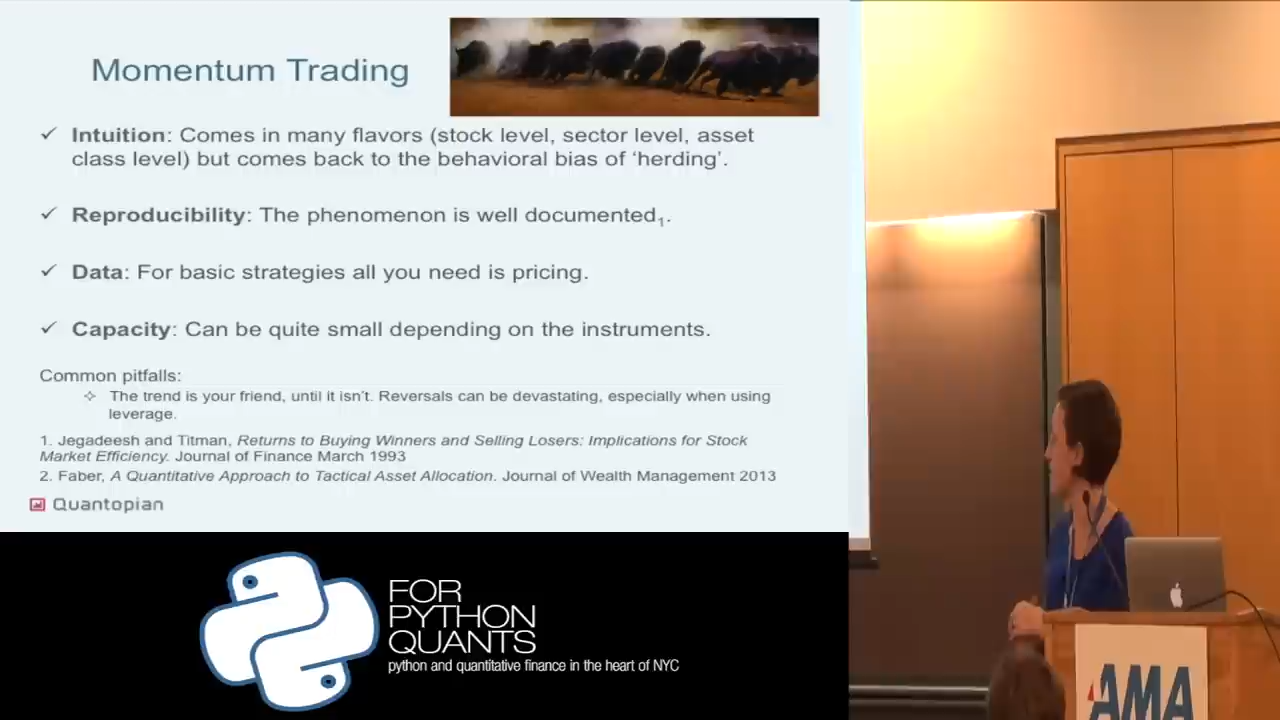 Momentum Trading
✓ Intuition: Comes in many flavors (stock level, sector level, asset
class level) but comes back to the behavioral bias of ‘herding’.
✓ Reproducibility: The phenomenon is well documented1.
✓ Data: For basic strategies all you need is pricing.
✓ Capacity: Can be quite small depending on the instruments.
Common pitfalls:
❖ The trend is your friend, until it isn’t. Reversals can be devastating, especially when using
leverage.
1. Jegadeesh and Titman, Returns to Buying Winners and Selling Losers: Implications for Stock
Market Efficiency. Journal of Finance March 1993
2. Faber, A Quantitative Approach to Tactical Asset Allocation. Journal of Wealth Management 2013
Quantopian
FOR
PYTHON
QUANTS
python and quantitative finance in the heart of NYC
AMA